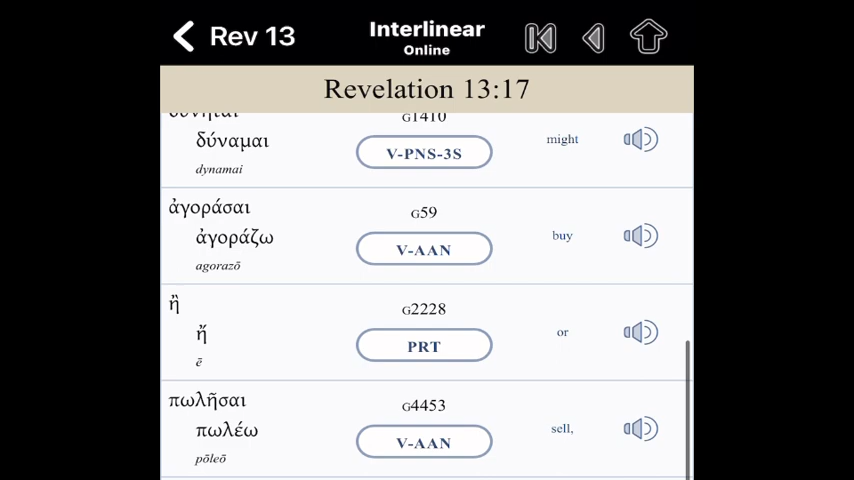 Rev 13
Interlinear
Online
Revelation 13:17
δύνηται G1410
δύναμαι V-PNS-3S might
dynamai
ἀγοράσαι G59
ἀγοράζω V-AAN buy
agorazō
ἢ G2228
ἤ PRT or
ē
πωλῆσαι G4453
πωλέω V-AAN sell,
pōleō